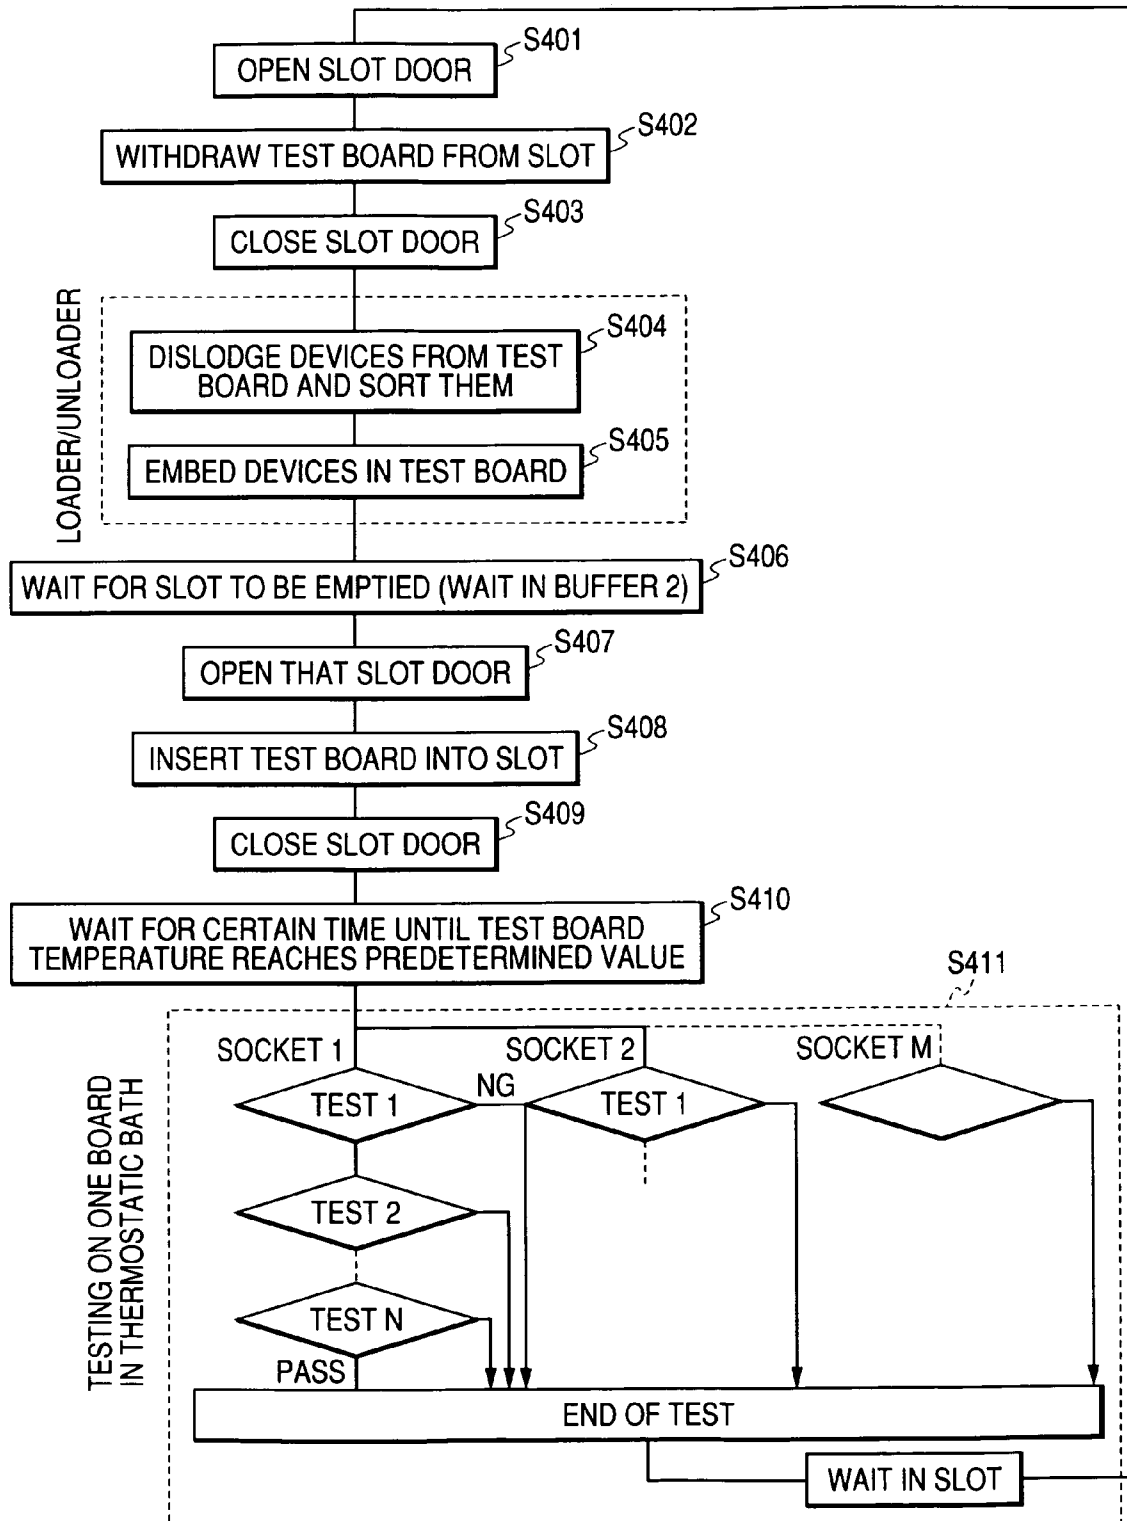 S401
OPEN SLOT DOOR
S402
WITHDRAW TEST BOARD FROM SLOT
S403
CLOSE SLOT DOOR
LOADER/UNLOADER
S404
DISLODGE DEVICES FROM TEST
BOARD AND SORT THEM
S405
EMBED DEVICES IN TEST BOARD
S406
WAIT FOR SLOT TO BE EMPTIED (WAIT IN BUFFER 2)
S407
OPEN THAT SLOT DOOR
S408
INSERT TEST BOARD INTO SLOT
S409
CLOSE SLOT DOOR
S410
WAIT FOR CERTAIN TIME UNTIL TEST BOARD
TEMPERATURE REACHES PREDETERMINED VALUE
S411
TESTING ON ONE BOARD
IN THERMOSTATIC BATH
SOCKET 1
SOCKET 2
SOCKET M
TEST 1
NG
TEST 1
TEST 2
TEST N
PASS
END OF TEST
WAIT IN SLOT